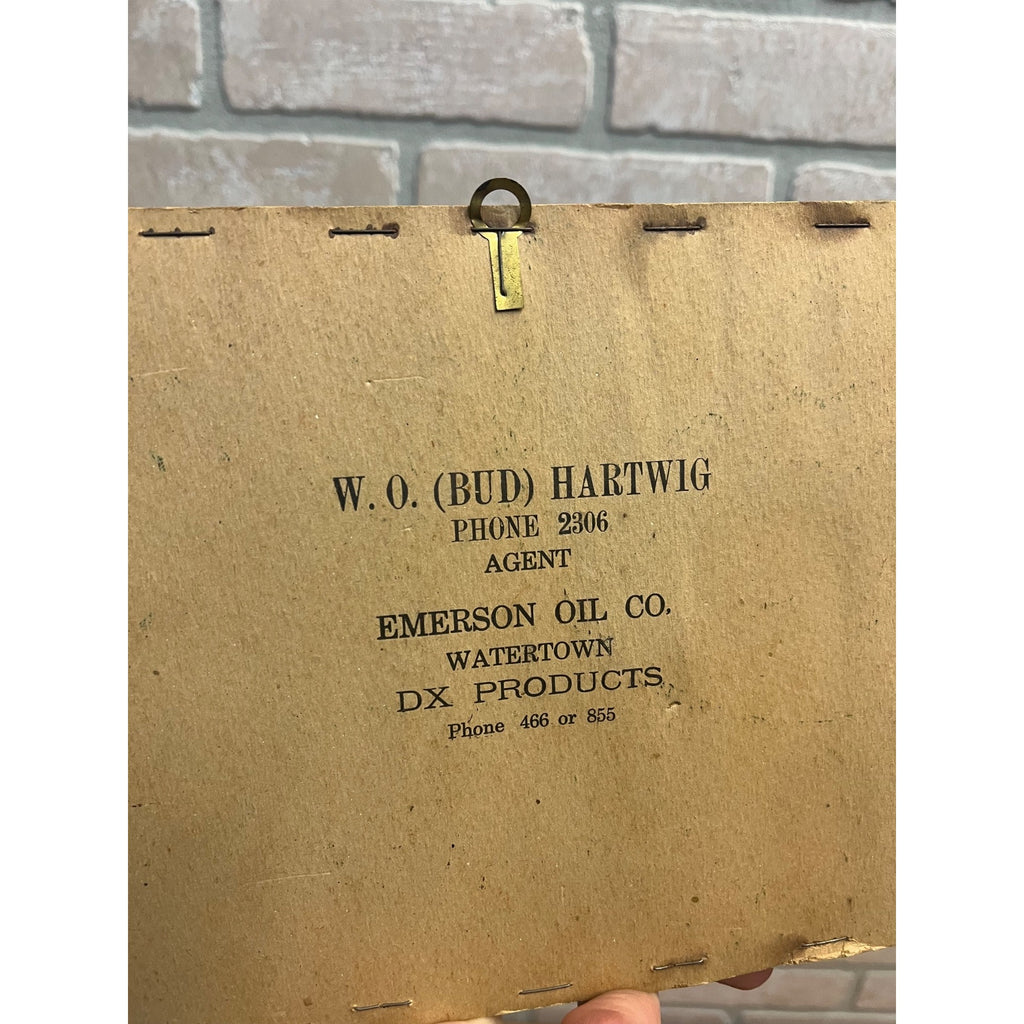 W. O. (BUD) HARTWIG
PHONE 2306
AGENT
EMERSON OIL CO.
WATERTOWN
DX PRODUCTS
Phone 466 or 855